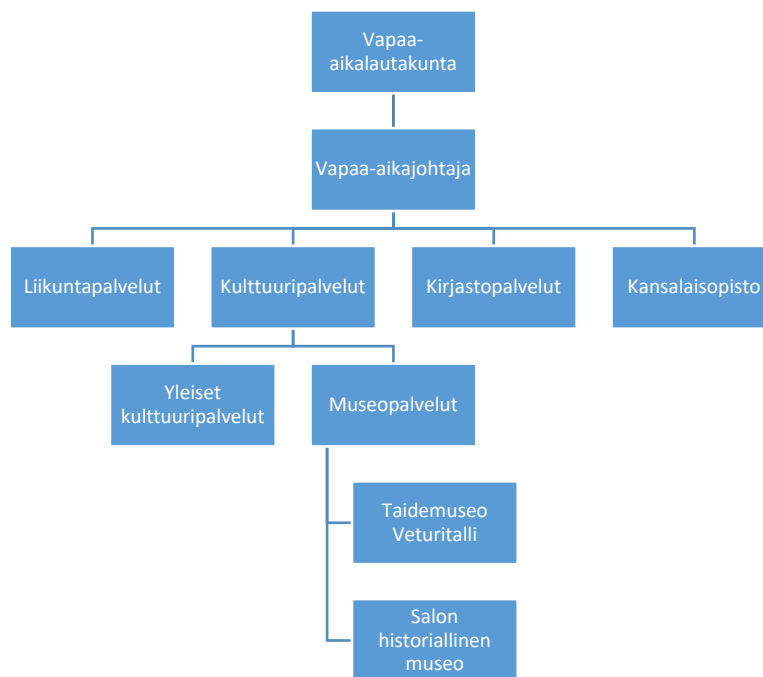 Vapaa-
aikalautakunta
Vapaa-aikajohtaja
Liikuntapalvelut
Kulttuuripalvelut
Kirjastopalvelut
Kansalaisopisto
Yleiset
kulttuuripalvelut
Museopalvelut
Taidemuseo
Veturitalli
Salon
historiallinen
museo